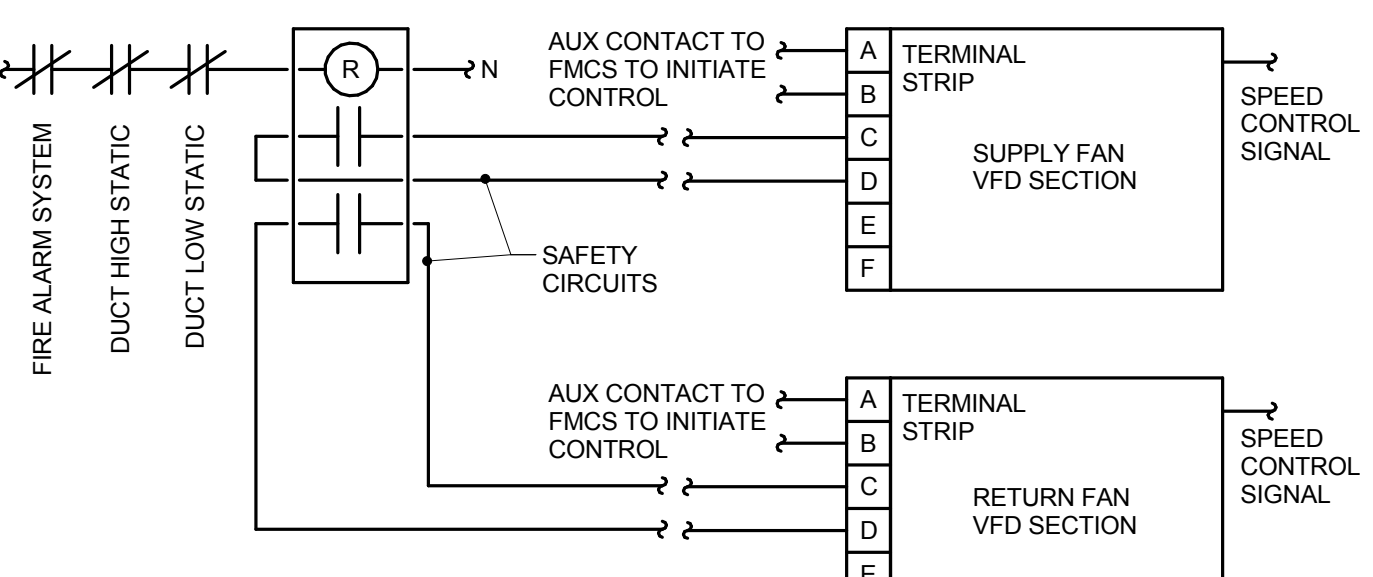 FIRE ALARM SYSTEM
DUCT HIGH STATIC
DUCT LOW STATIC
R
N
AUX CONTACT TO
FMCS TO INITIATE
CONTROL
SAFETY
CIRCUITS
A
B
C
D
E
F
TERMINAL
STRIP
SUPPLY FAN
VFD SECTION
SPEED
CONTROL
SIGNAL
AUX CONTACT TO
FMCS TO INITIATE
CONTROL
A
B
C
D
E
TERMINAL
STRIP
RETURN FAN
VFD SECTION
SPEED
CONTROL
SIGNAL